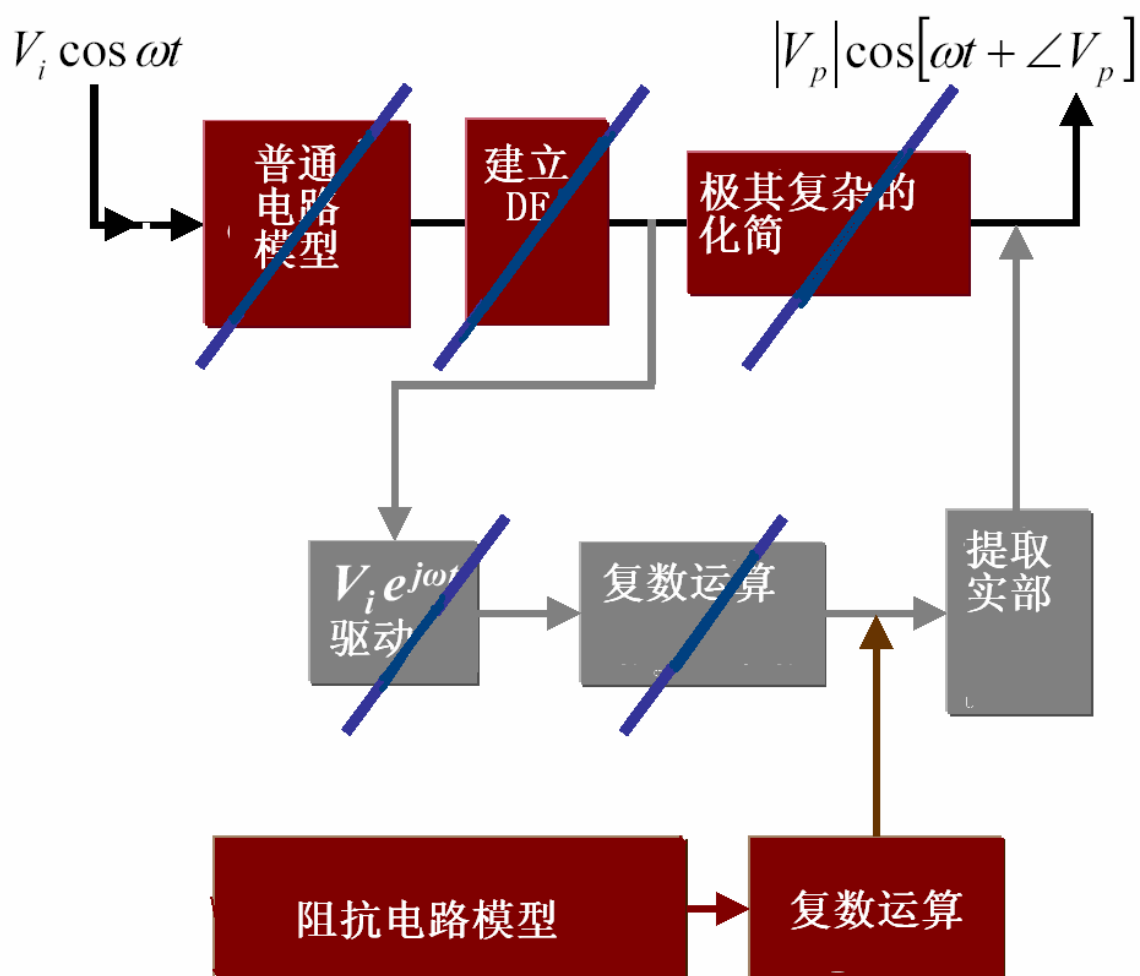 V_i cos ωt
|V_p| cos[ωt + ∠V_p]
普通
电路
模型
建立
DE
极其复杂的
化简
V_i e^{jωt}
驱动
复数运算
提取
实部
阻抗电路模型
复数运算